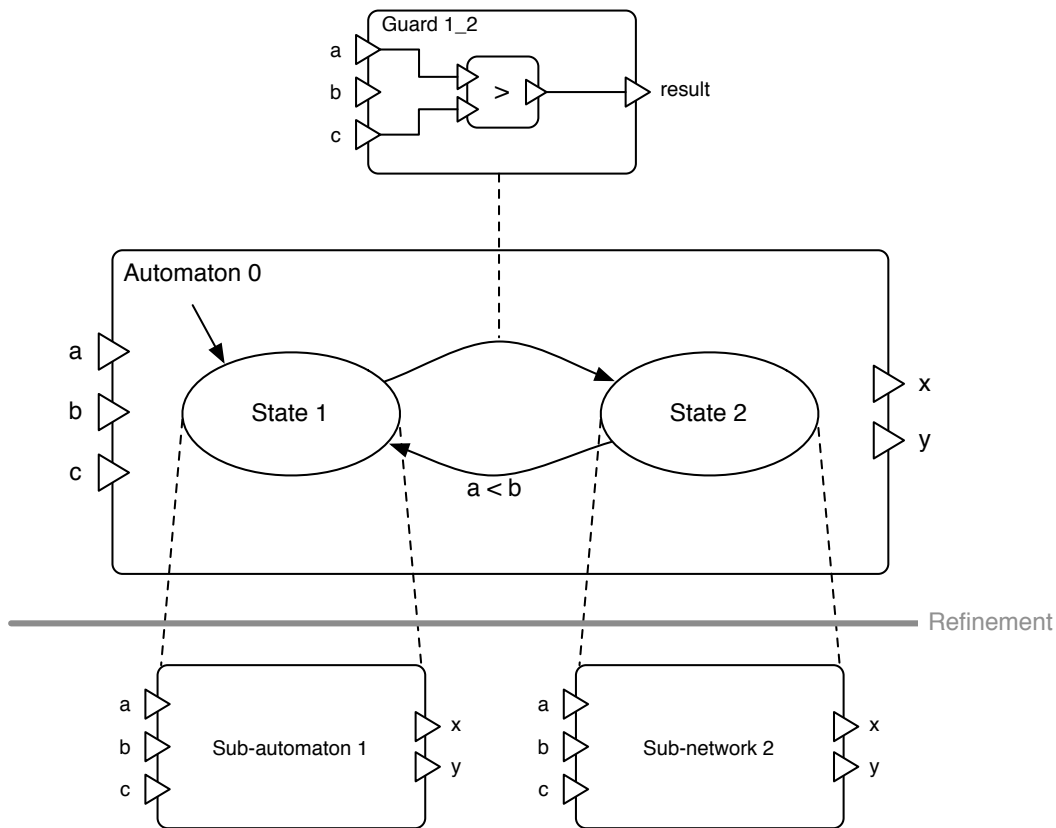 Guard 1_2
a
b
c
>
result
Automaton 0
a
b
c
State 1
State 2
a < b
x
y
Refinement
a
b
c
Sub-automaton 1
x
y
a
b
c
Sub-network 2
x
y